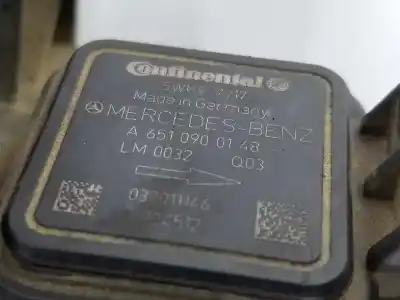 Continental
Made in Germany
MERCEDES-BENZ
A 651 090 01 48
LM 0032 Q03